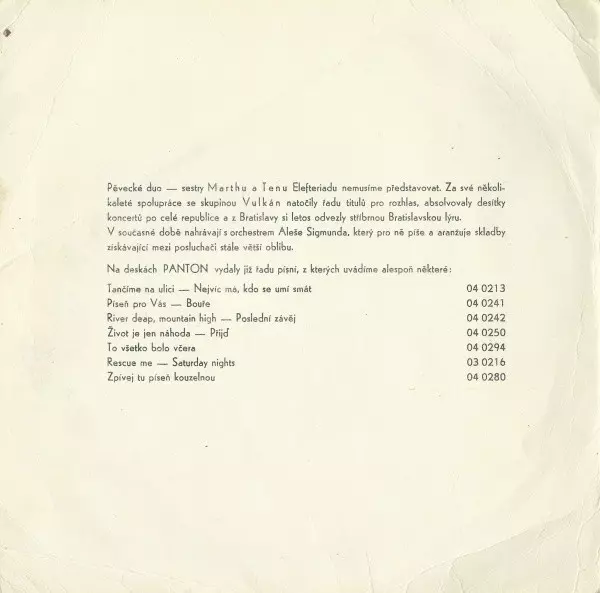 Pěvecké duo — sestry Marthu a Tenu Elefteriadu nemusíme představovat. Za své několi-
kaleté spolupráce se skupinou Vulkán natočily řadu titulů pro rozhlas, absolvovaly desítky
koncertů po celé republice a z Bratislavy si letos odvezly stříbrnou Bratislavskou lýru.
V současné době nahrávají s orchestrem Aleše Sigmunda, který pro ně píše a aranžuje skladby
získávající mezi posluchači stále větší oblibu.
Na deskách PANTON vydaly již řadu písní, z kterých uvádíme alespoň některé:
Tančíme na ulici — Nejvíc má, kdo se umí smát 04 0213
Píseň pro Vás — Bouře 04 0241
River deap, mountain high — Poslední závěj 04 0242
Život je jen náhoda — Přijď 04 0250
To všetko bolo včera 04 0294
Rescue me — Saturday nights 03 0216
Zpívej tu píseň kouzelnou 04 0280